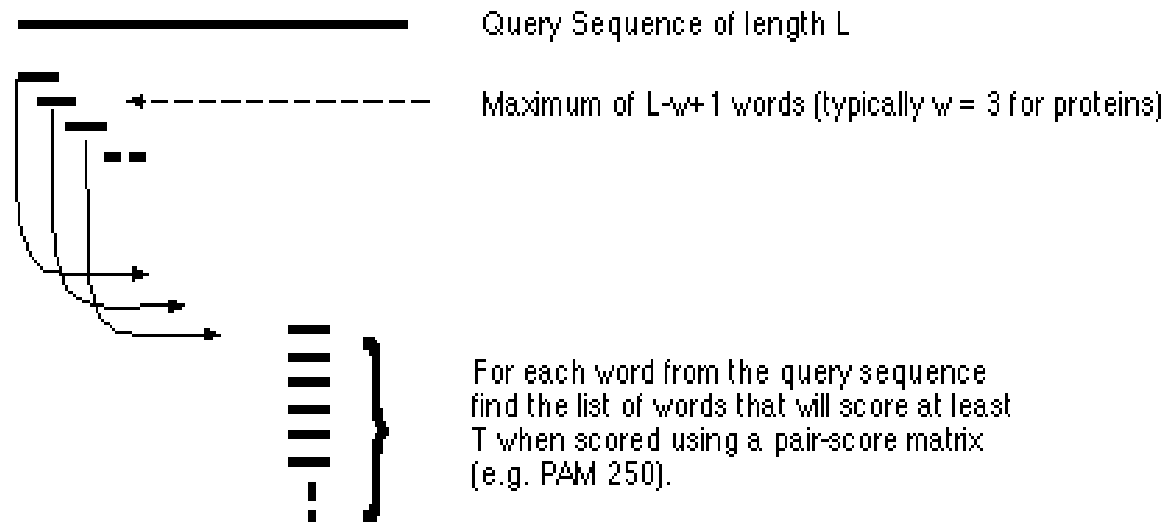 Query Sequence of length L
Maximum of L-w+1 words (typically w = 3 for proteins)
For each word from the query sequence
find the list of words that will score at least
T when scored using a pair-score matrix
(e.g. PAM 250).